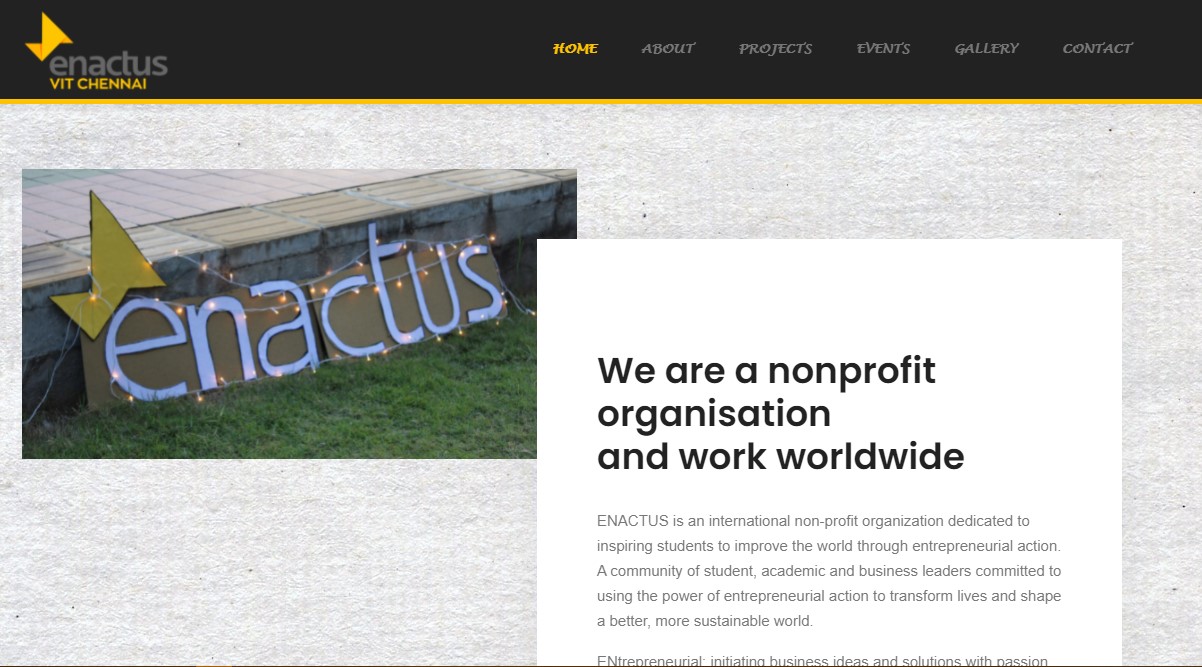 enactus
VIT CHENNAI
HOME ABOUT PROJECTS EVENTS GALLERY CONTACT
enactus
We are a nonprofit
organisation
and work worldwide
ENACTUS is an international non-profit organization dedicated to
inspiring students to improve the world through entrepreneurial action.
A community of student, academic and business leaders committed to
using the power of entrepreneurial action to transform lives and shape
a better, more sustainable world.
ENtrepreneurial: initiating business ideas and solutions with passion